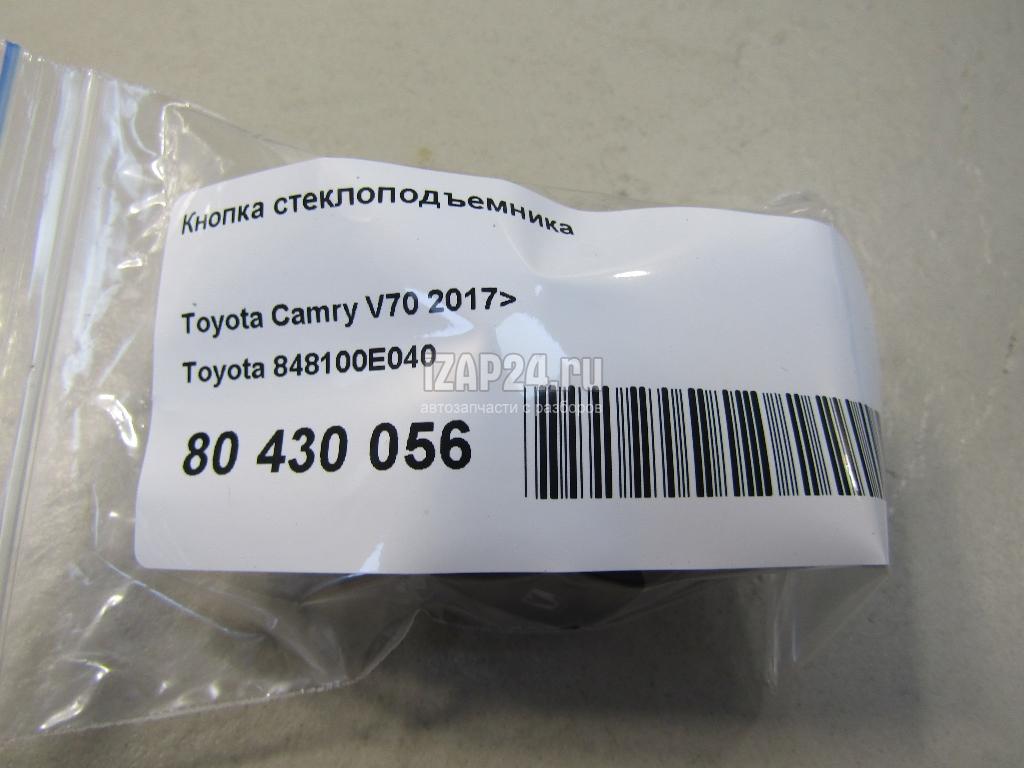 Кнопка стеклоподъемника
Toyota Camry V70 2017>
Toyota 848100E040
IZAP24.ru
автозапчасти с разборов
80 430 056